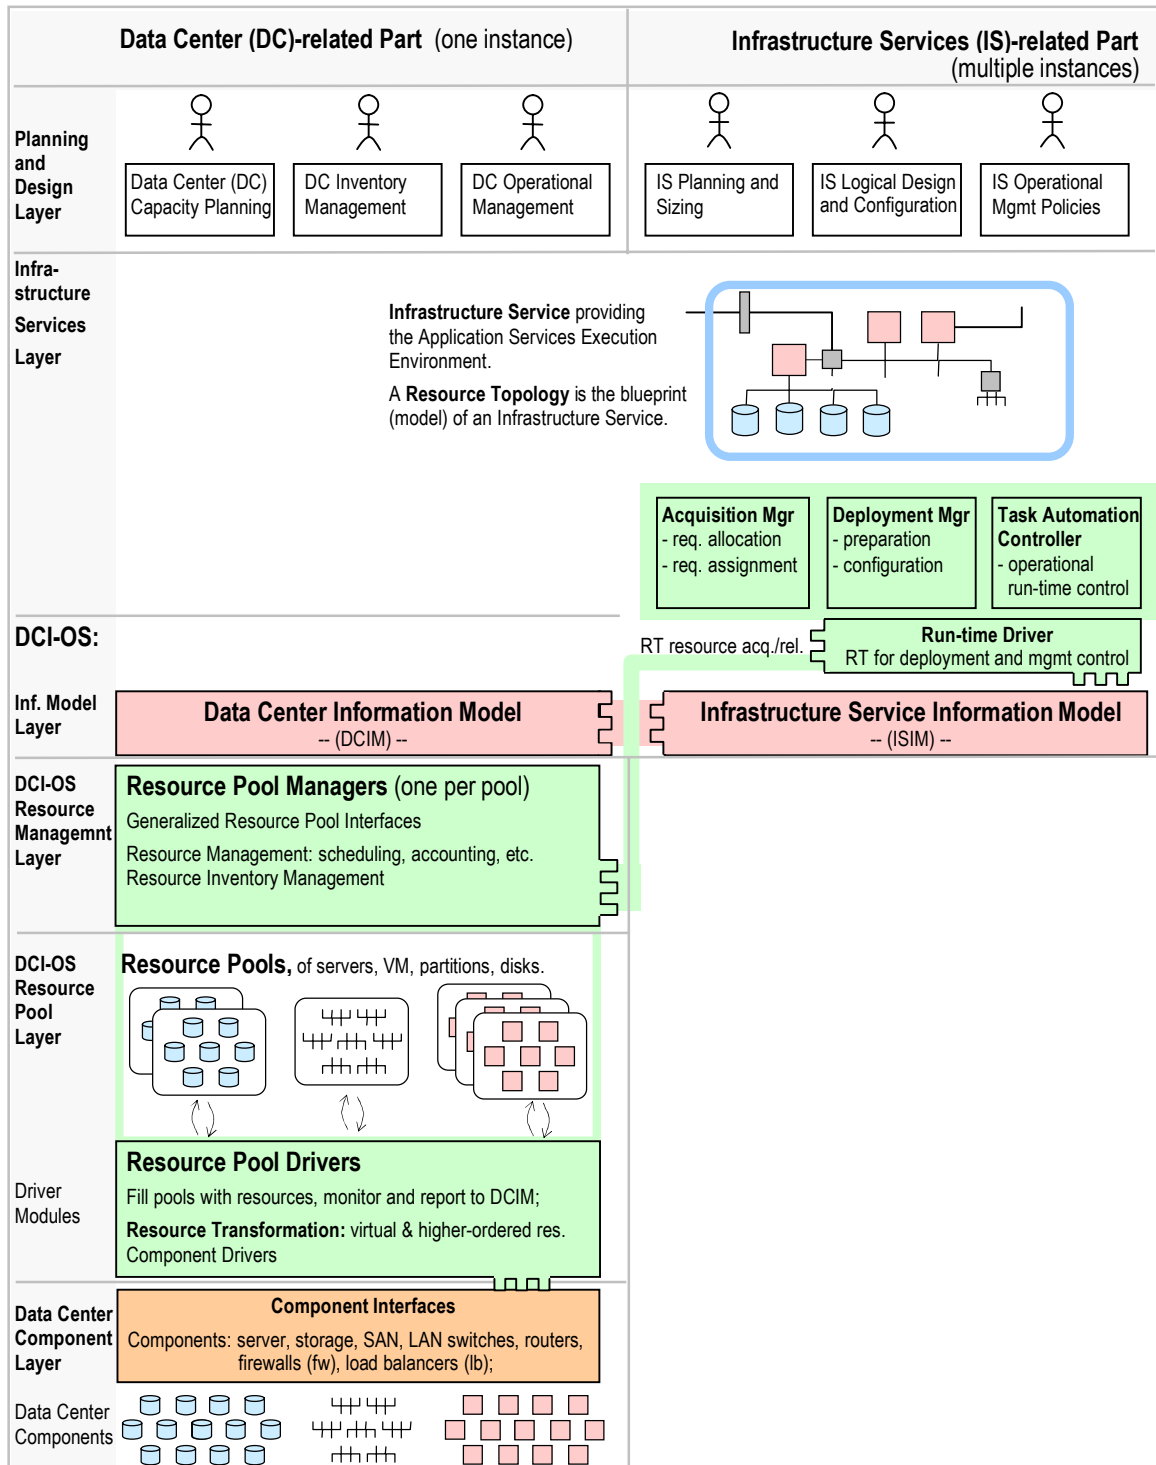 Data Center (DC)-related Part (one instance)
Infrastructure Services (IS)-related Part
(multiple instances)
Planning
and
Design
Layer
Data Center (DC)
Capacity Planning
DC Inventory
Management
DC Operational
Management
IS Planning and
Sizing
IS Logical Design
and Configuration
IS Operational
Mgmt Policies
Infra-
structure
Services
Layer
Infrastructure Service providing
the Application Services Execution
Environment.
A Resource Topology is the blueprint
(model) of an Infrastructure Service.
Acquisition Mgr
- req. allocation
- req. assignment
Deployment Mgr
- preparation
- configuration
Task Automation
Controller
- operational
run-time control
DCI-OS:
RT resource acq./rel.
Run-time Driver
RT for deployment and mgmt control
Inf. Model
Layer
Data Center Information Model
-- (DCIM) --
Infrastructure Service Information Model
-- (ISIM) --
DCI-OS
Resource
Managemnt
Layer
Resource Pool Managers (one per pool)
Generalized Resource Pool Interfaces
Resource Management: scheduling, accounting, etc.
Resource Inventory Management
DCI-OS
Resource
Pool
Layer
Resource Pools, of servers, VM, partitions, disks.
Driver
Modules
Resource Pool Drivers
Fill pools with resources, monitor and report to DCIM;
Resource Transformation: virtual & higher-ordered res.
Component Drivers
Data Center
Component
Layer
Component Interfaces
Components: server, storage, SAN, LAN switches, routers,
firewalls (fw), load balancers (lb);
Data Center
Components